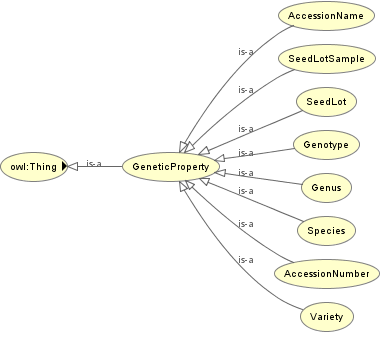 AccessionName
is-a
SeedLotSample
is-a
SeedLot
is-a
Genotype
is-a
owl:Thing
is-a
GeneticProperty
is-a
Genus
is-a
Species
is-a
AccessionNumber
is-a
Variety